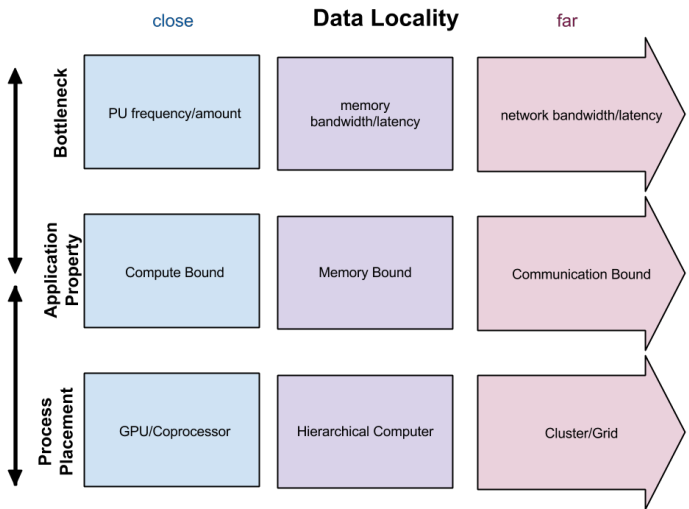 close
Data Locality
far
Bottleneck
PU frequency/amount
memory
bandwidth/latency
network bandwidth/latency
Application
Property
Compute Bound
Memory Bound
Communication Bound
Process
Placement
GPU/Coprocessor
Hierarchical Computer
Cluster/Grid